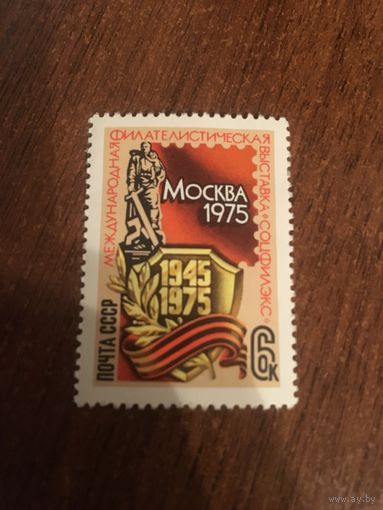 МЕЖДУНАРОДНАЯ ФИЛАТЕЛИСТИЧЕСКАЯ ВЫСТАВКА "СОЦФИЛЭКС"
МОСКВА
1975
1945
1975
ПОЧТА СССР
6К
www.ay.by